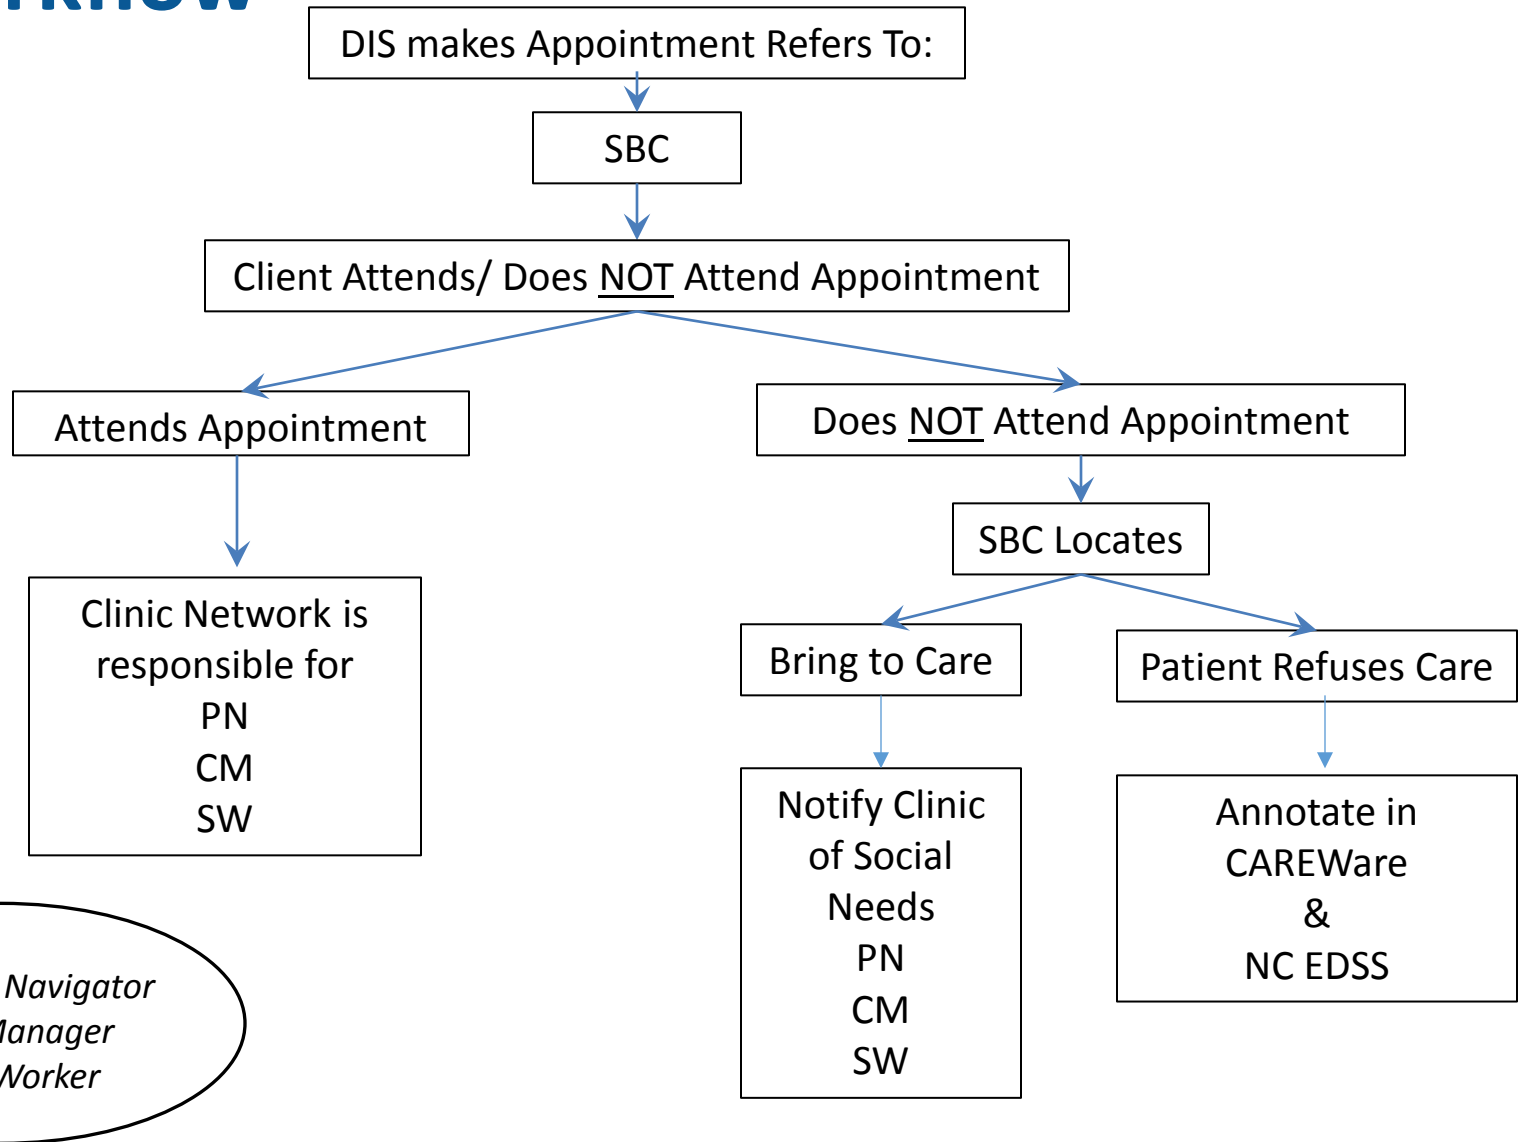 DIS makes Appointment Refers To:
SBC
Client Attends/ Does NOT Attend Appointment
Attends Appointment
Does NOT Attend Appointment
SBC Locates
Clinic Network is
responsible for
PN
CM
SW
Bring to Care
Patient Refuses Care
Notify Clinic
of Social
Needs
PN
CM
SW
Annotate in
CAREWare
&
NC EDSS
Navigator
Manager
Worker